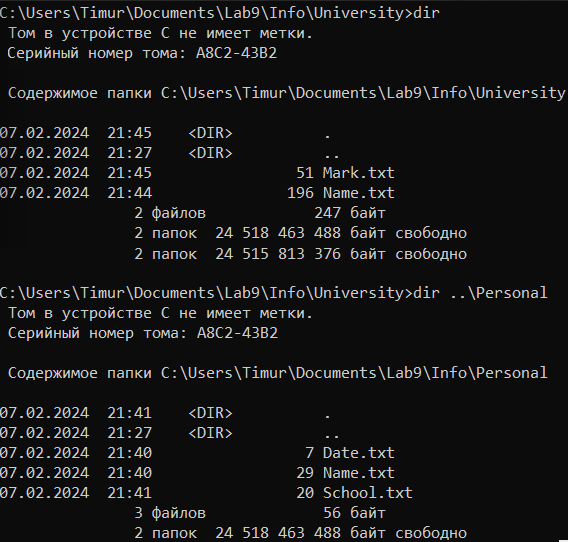 C:\Users\Timur\Documents\Lab9\Info\University>dir
Том в устройстве C не имеет метки.
Серийный номер тома: A8C2-43B2
Содержимое папки C:\Users\Timur\Documents\Lab9\Info\University
07.02.2024  21:45    <DIR>          .
07.02.2024  21:27    <DIR>          ..
07.02.2024  21:45                51 Mark.txt
07.02.2024  21:44               196 Name.txt
2 файлов            247 байт
2 папок  24 518 463 488 байт свободно
2 папок  24 515 813 376 байт свободно
C:\Users\Timur\Documents\Lab9\Info\University>dir ..\Personal
Том в устройстве C не имеет метки.
Серийный номер тома: A8C2-43B2
Содержимое папки C:\Users\Timur\Documents\Lab9\Info\Personal
07.02.2024  21:41    <DIR>          .
07.02.2024  21:27    <DIR>          ..
07.02.2024  21:40                 7 Date.txt
07.02.2024  21:40                29 Name.txt
07.02.2024  21:41                20 School.txt
3 файлов             56 байт
2 папок  24 518 463 488 байт свободно